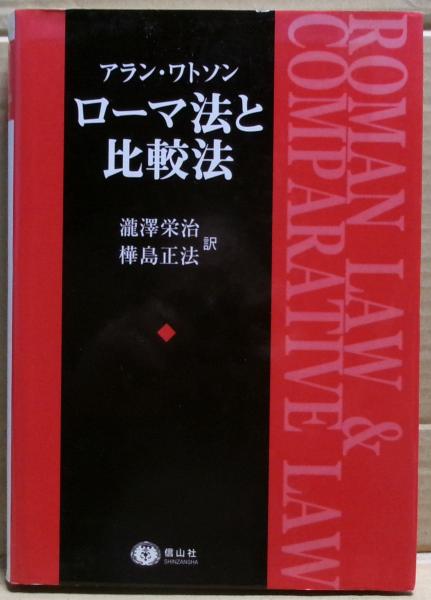 アラン・ワトソン
ローマ法と
比較法
瀧澤栄治
樺島正法
訳
信山社
SHINZANSHA
ROMAN LAW &
COMPARATIVE LAW